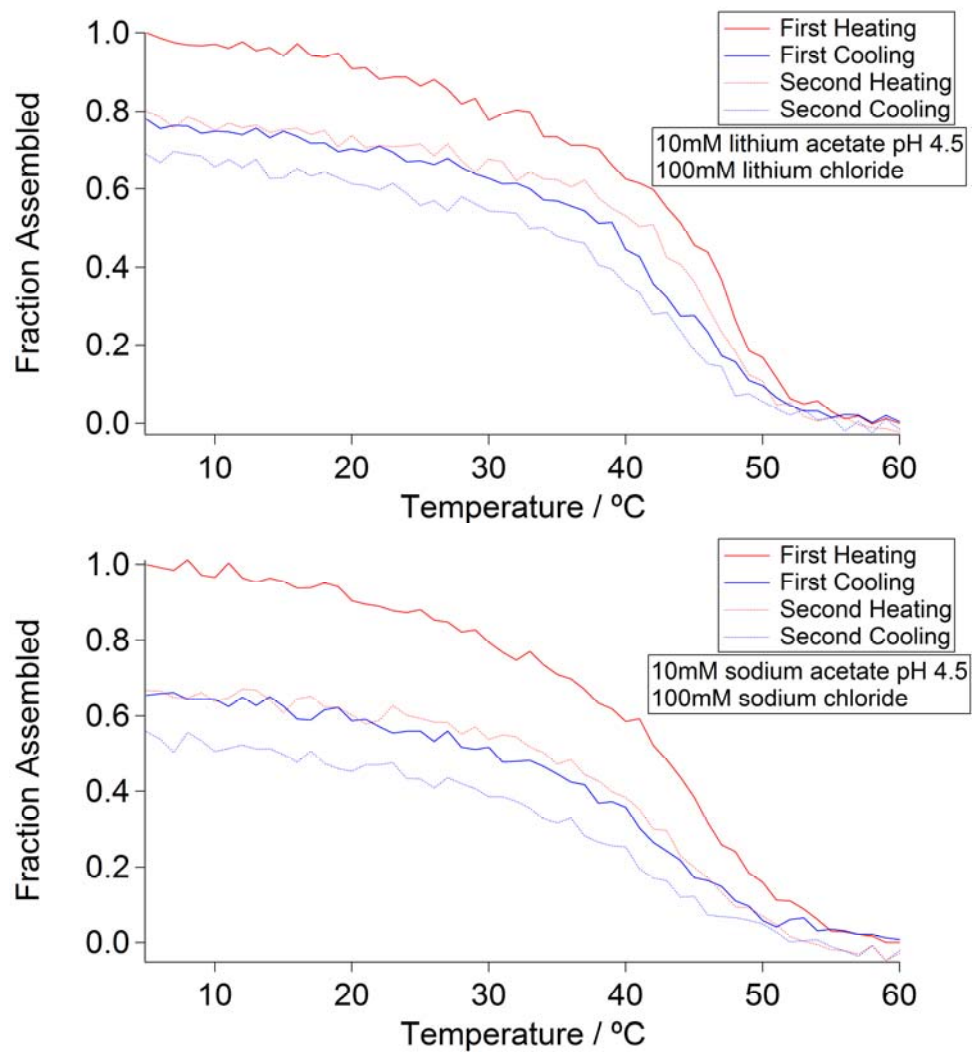 1.0
0.8
0.6
0.4
0.2
0.0
Fraction Assembled
First Heating
First Cooling
Second Heating
Second Cooling
10mM lithium acetate pH 4.5
100mM lithium chloride
10 20 30 40 50 60
Temperature / ºC
1.0
0.8
0.6
0.4
0.2
0.0
Fraction Assembled
First Heating
First Cooling
Second Heating
Second Cooling
10mM sodium acetate pH 4.5
100mM sodium chloride
10 20 30 40 50 60
Temperature / ºC